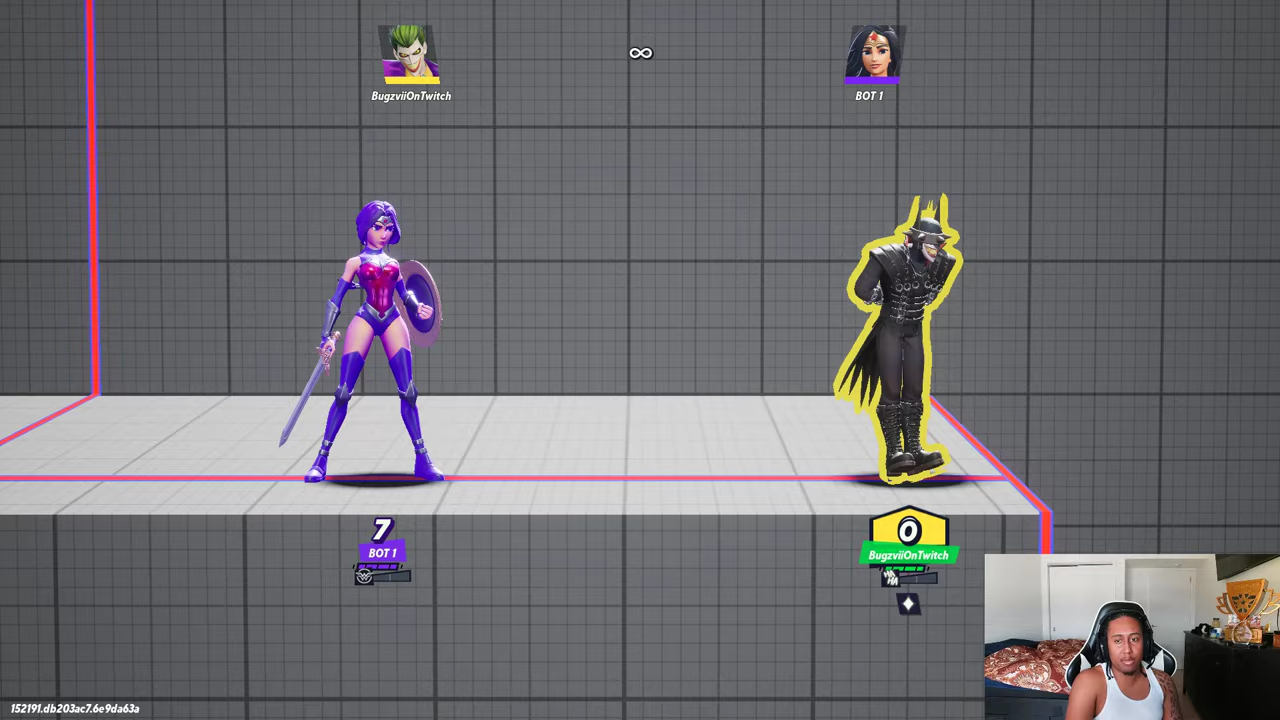 ∞
BugzviiOnTwitch
BOT 1
7
BOT 1
0
BugzviiOnTwitch
152191.db203ac7.6e9da63a